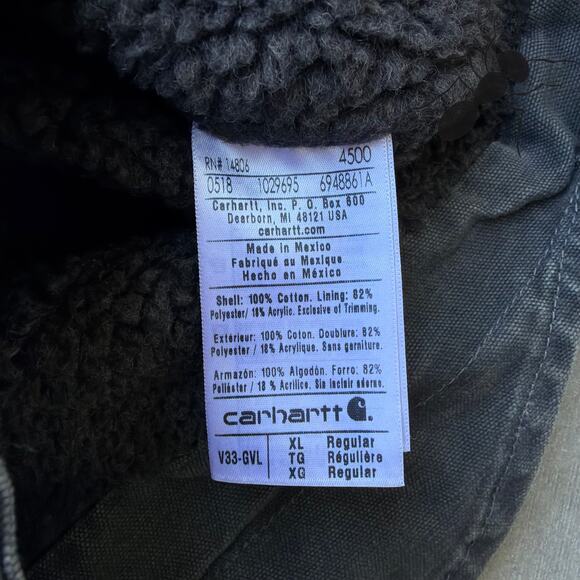 RN# 14806 4500
0518 1029695 6948861A
Carhartt, Inc. P. O. Box 600
Dearborn, MI 48121 USA
carhartt.com
Made in Mexico
Fabriqué au Mexique
Hecho en México
Shell: 100% Cotton. Lining: 82%
Polyester/ 18% Acrylic. Exclusive of Trimming.
Extérieur: 100% Coton. Doublure: 82%
Polyester / 18% Acrylique. Sans garniture.
Armazón: 100% Algodón. Forro: 82%
Poliéster / 18 % Acrílico. Sin incluir adorno.
carhartt
V33-GVL
XL Regular
TG Régulière
XG Regular